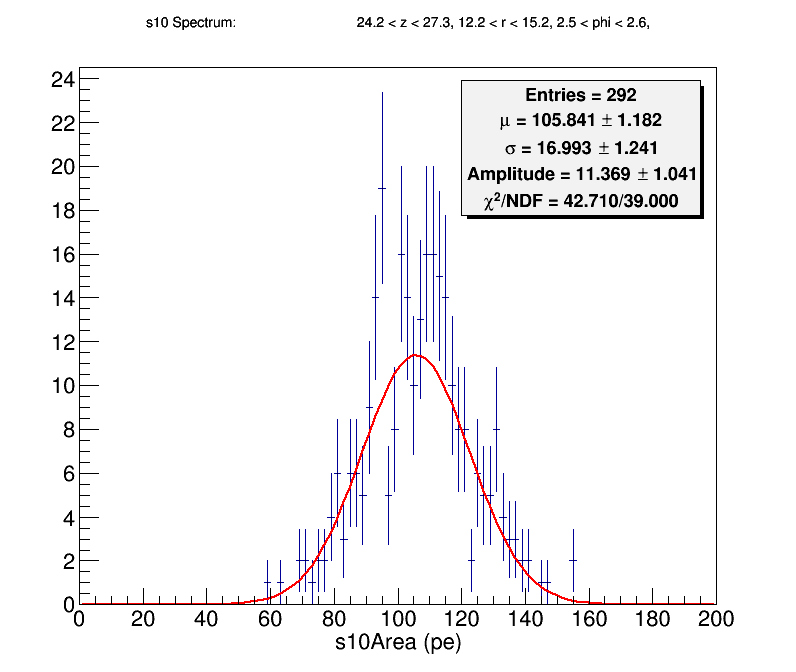 s10 Spectrum: 24.2 < z < 27.3, 12.2 < r < 15.2, 2.5 < phi < 2.6,
Entries = 292
μ = 105.841 ± 1.182
σ = 16.993 ± 1.241
Amplitude = 11.369 ± 1.041
χ²/NDF = 42.710/39.000
24
22
20
18
16
14
12
10
8
6
4
2
0
0 20 40 60 80 100 120 140 160 180 200
s10Area (pe)